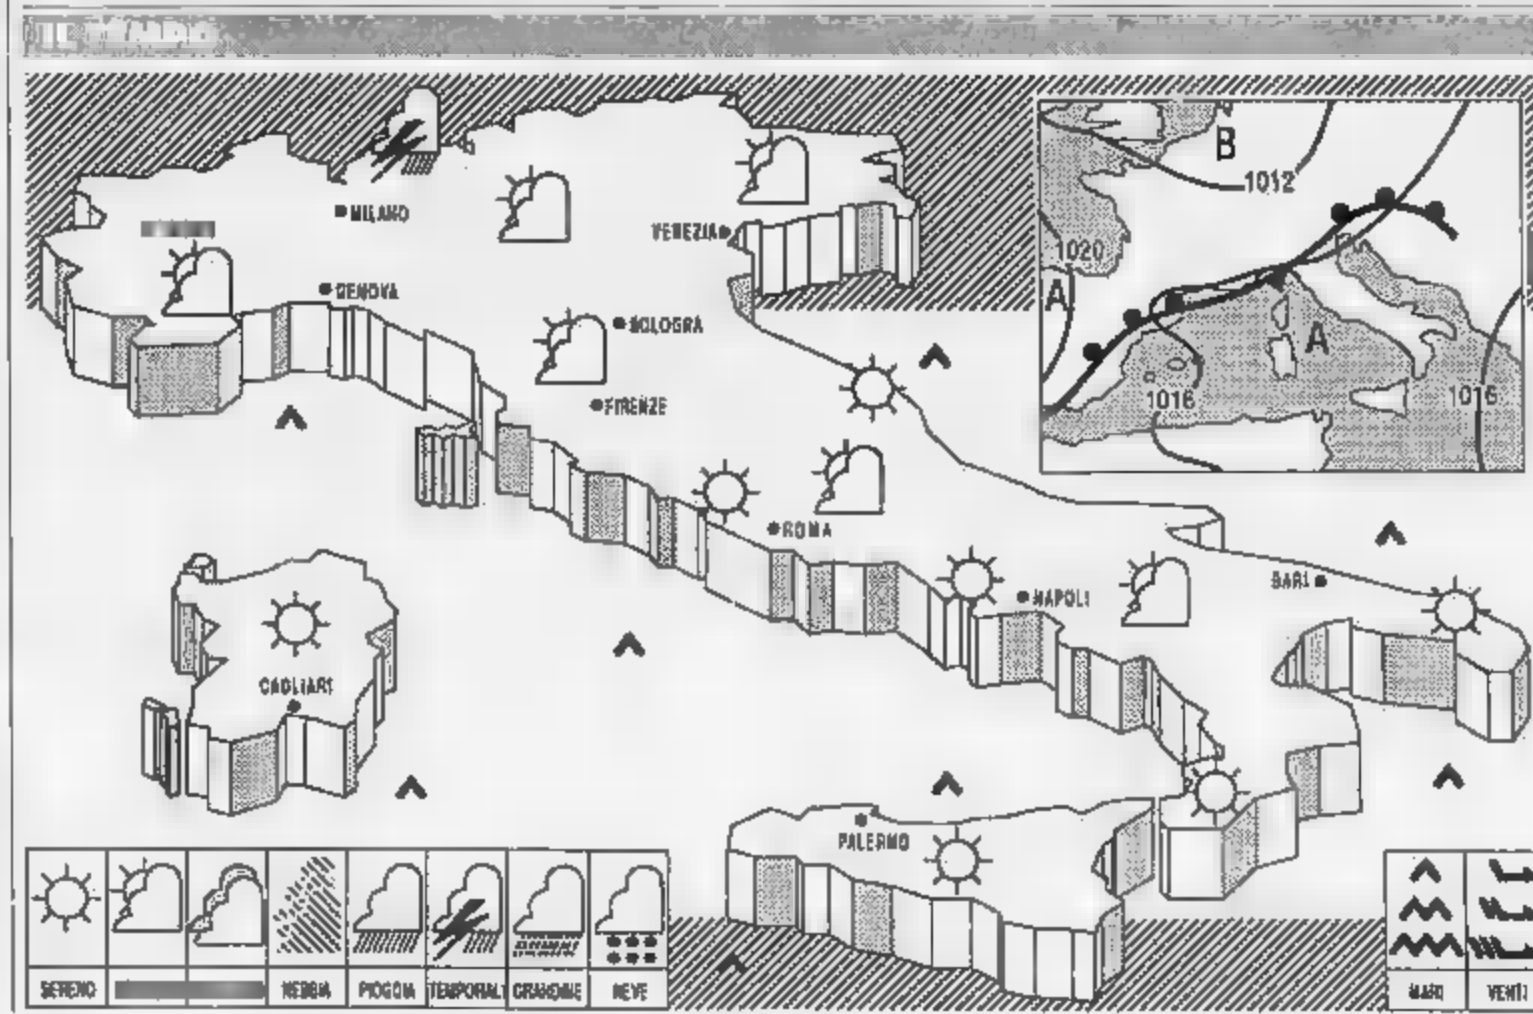 MILANO
VENEZIA
GENOVA
BOLOGRA
FIRENZE
ROMA
NAPOLI
BARI
CAGLIARI
PALERMO
B
1012
1020
A
A
1016
1016
SERENO
NEBBIA
PIOGGIA
TEMPORALI
GRANDINE
NEVE
MARI
VENTI